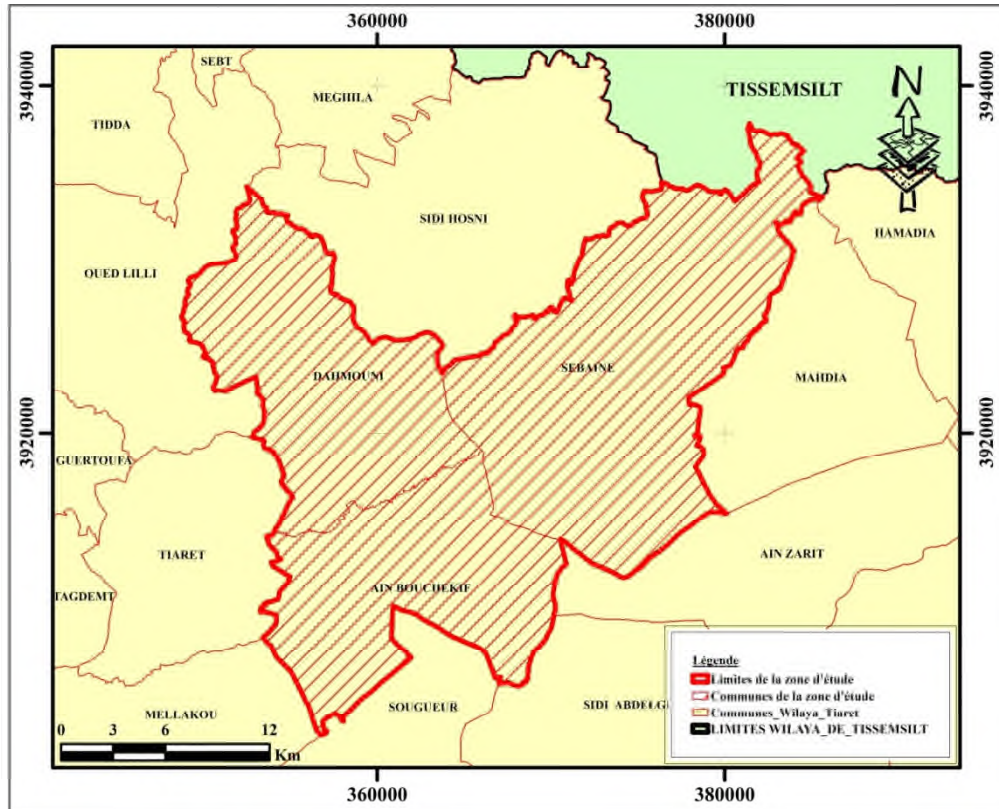 360000
380000
3940000
3940000
SEBT
MEGHILA
TISSEMSILT
N
TIDDA
SIDI HOSNI
HAMADIA
OUED LILLI
DAHMOUNI
SEBAINE
MAHDIA
3920000
3920000
GUERTOUFA
TIARET
AIN ZARIT
AIN BOUCHEKIF
TAGDEMT
MELLAKOU
SOUGUEUR
SIDI ABDELG
0 3 6 12
Km
Légende
Limites de la zone d'étude
Communes de la zone d'étude
Communes_Wilaya_Tiaret
LIMITES WILAYA_DE_TISSEMSILT
360000
380000